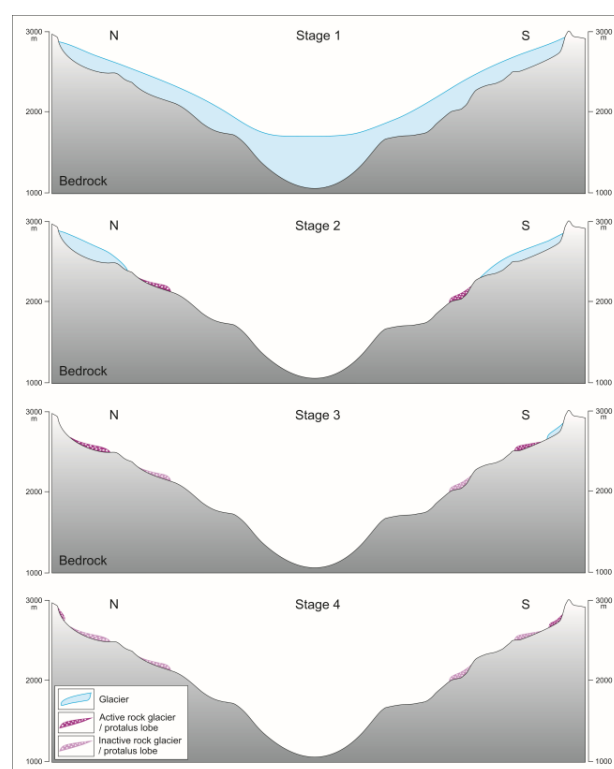 3000
m
N
Stage 1
S
3000
m
2000
2000
1000
Bedrock
1000
3000
m
N
Stage 2
S
3000
m
2000
2000
1000
Bedrock
1000
3000
m
N
Stage 3
S
3000
m
2000
2000
1000
Bedrock
1000
3000
m
N
Stage 4
S
3000
m
2000
2000
1000
1000
Glacier
Active rock glacier
/ protalus lobe
Inactive rock glacier
/ protalus lobe